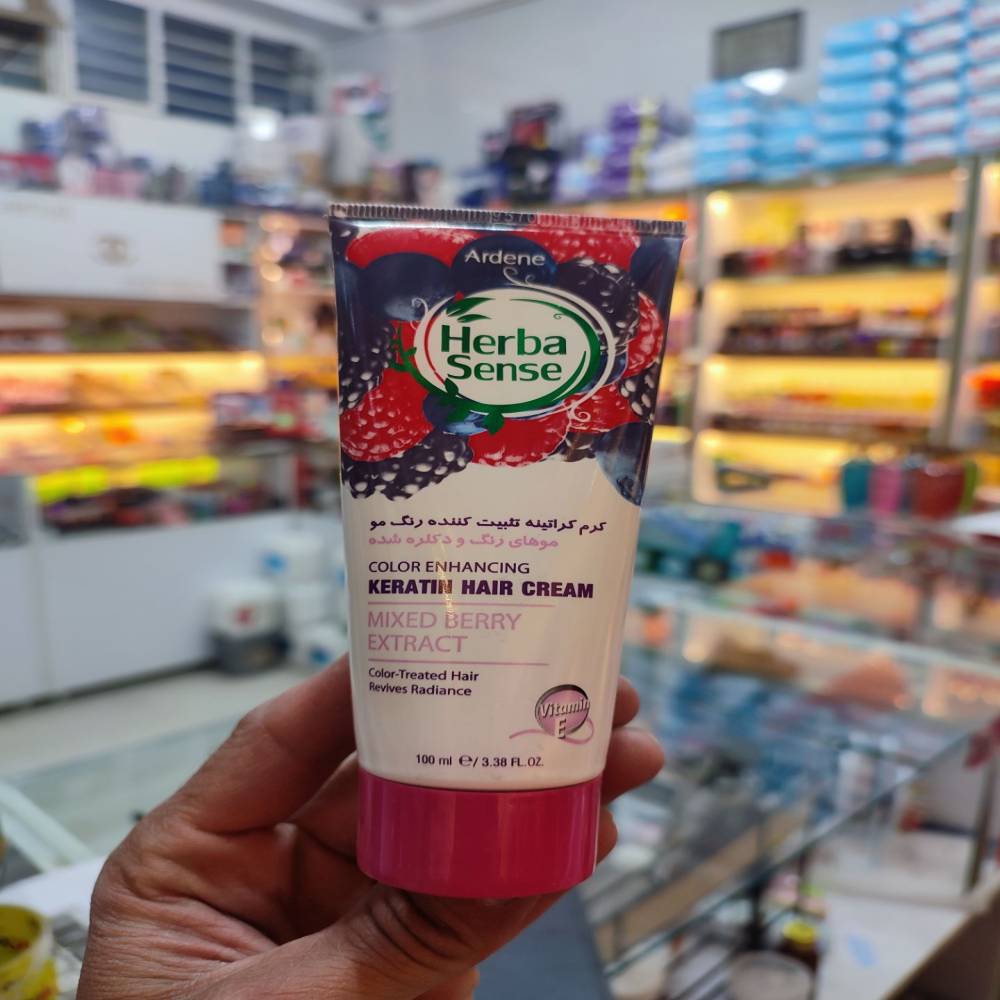 Ardene
Herba
Sense
کرم کراتینه تثبیت کننده رنگ مو
موهای رنگ و دکلره شده
COLOR ENHANCING
KERATIN HAIR CREAM
MIXED BERRY
EXTRACT
Color-Treated Hair
Revives Radiance
Vitamin
E
100 ml ℮/ 3.38 FL.OZ.